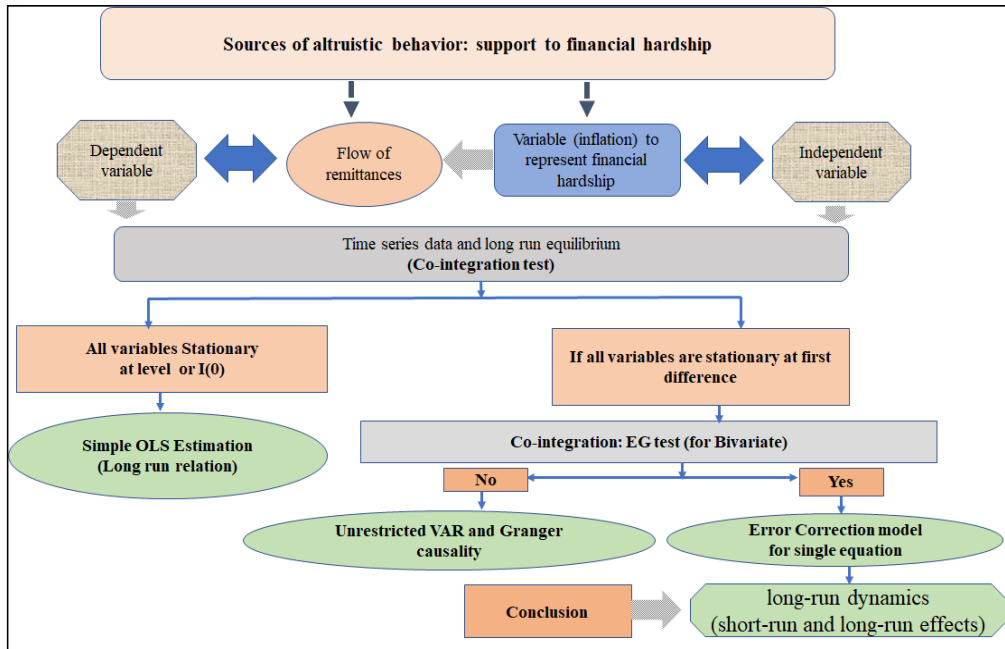 Sources of altruistic behavior: support to financial hardship
Dependent
variable
Flow of
remittances
Variable (inflation) to
represent financial
hardship
Independent
variable
Time series data and long run equilibrium
(Co-integration test)
All variables Stationary
at level or I(0)
If all variables are stationary at first
difference
Simple OLS Estimation
(Long run relation)
Co-integration: EG test (for Bivariate)
No
Yes
Unrestricted VAR and Granger
causality
Error Correction model
for single equation
Conclusion
long-run dynamics
(short-run and long-run effects)